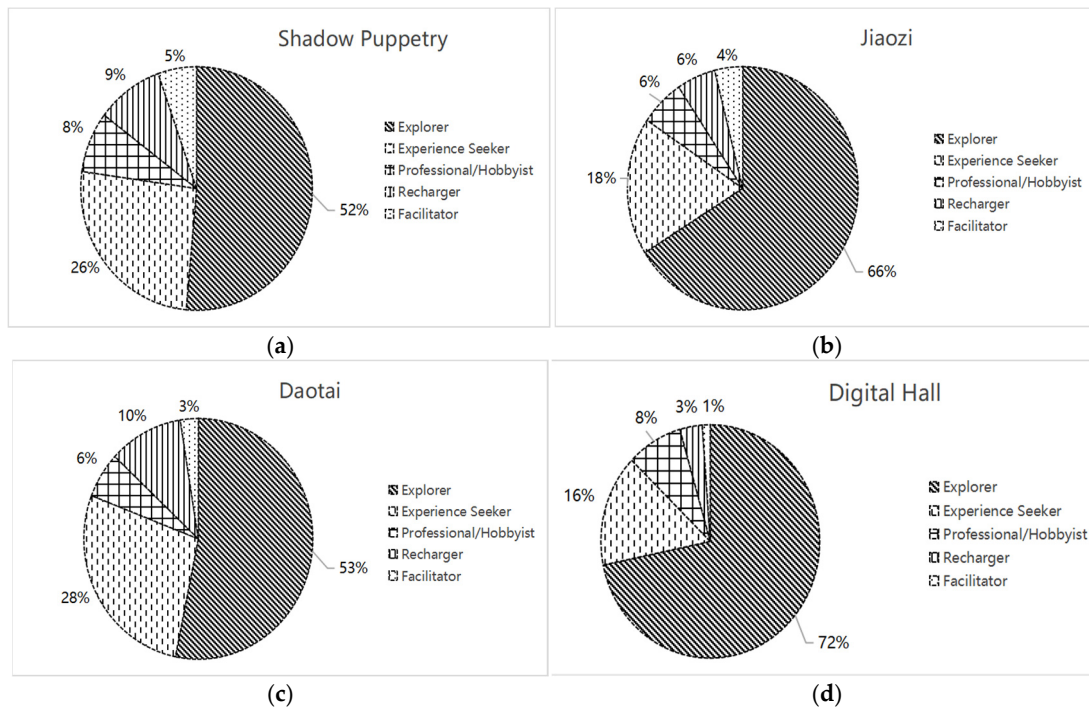 Shadow Puppetry
5%
9%
8%
26%
52%
Explorer
Experience Seeker
Professional/Hobbyist
Recharger
Facilitator
(a)
Jiaozi
4%
6%
6%
18%
66%
Explorer
Experience Seeker
Professional/Hobbyist
Recharger
Facilitator
(b)
Daotai
3%
10%
6%
28%
53%
Explorer
Experience Seeker
Professional/Hobbyist
Recharger
Facilitator
(c)
Digital Hall
3% 1%
8%
16%
72%
Explorer
Experience Seeker
Professional/Hobbyist
Recharger
Facilitator
(d)